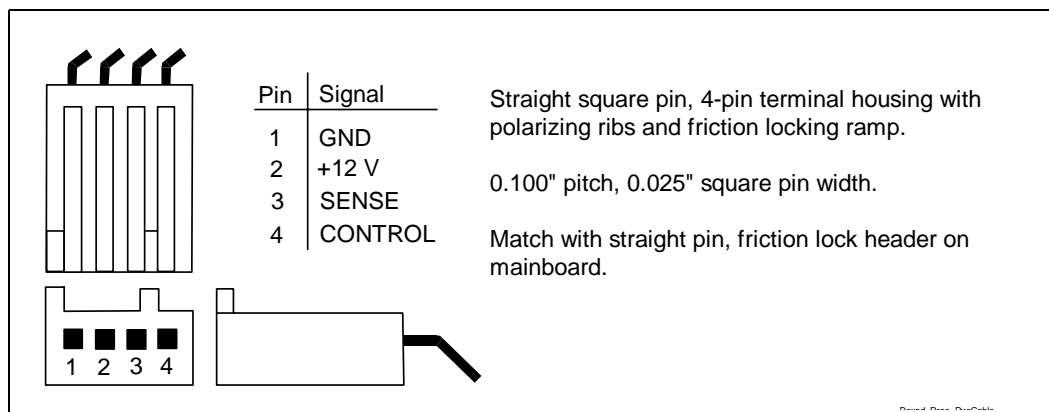 Pin Signal
1 GND
2 +12 V
3 SENSE
4 CONTROL
Straight square pin, 4-pin terminal housing with
polarizing ribs and friction locking ramp.
0.100" pitch, 0.025" square pin width.
Match with straight pin, friction lock header on
mainboard.
1 2 3 4